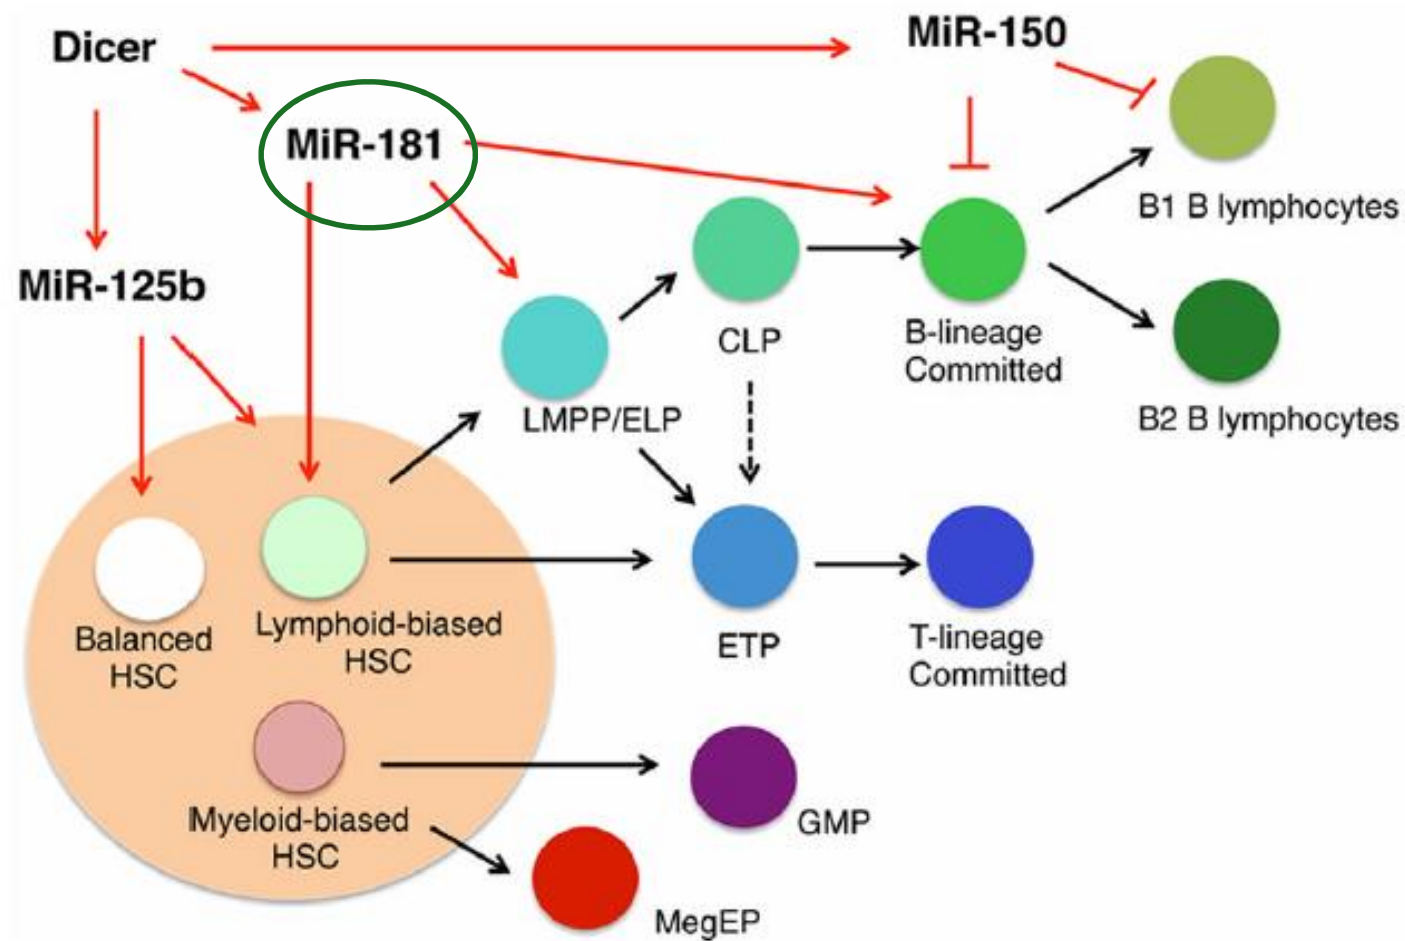 Dicer
MiR-150
MiR-181
B1 B lymphocytes
MiR-125b
CLP
B-lineage
Committed
LMPP/ELP
B2 B lymphocytes
Balanced
HSC
Lymphoid-biased
HSC
ETP
T-lineage
Committed
Myeloid-biased
HSC
GMP
MegEP